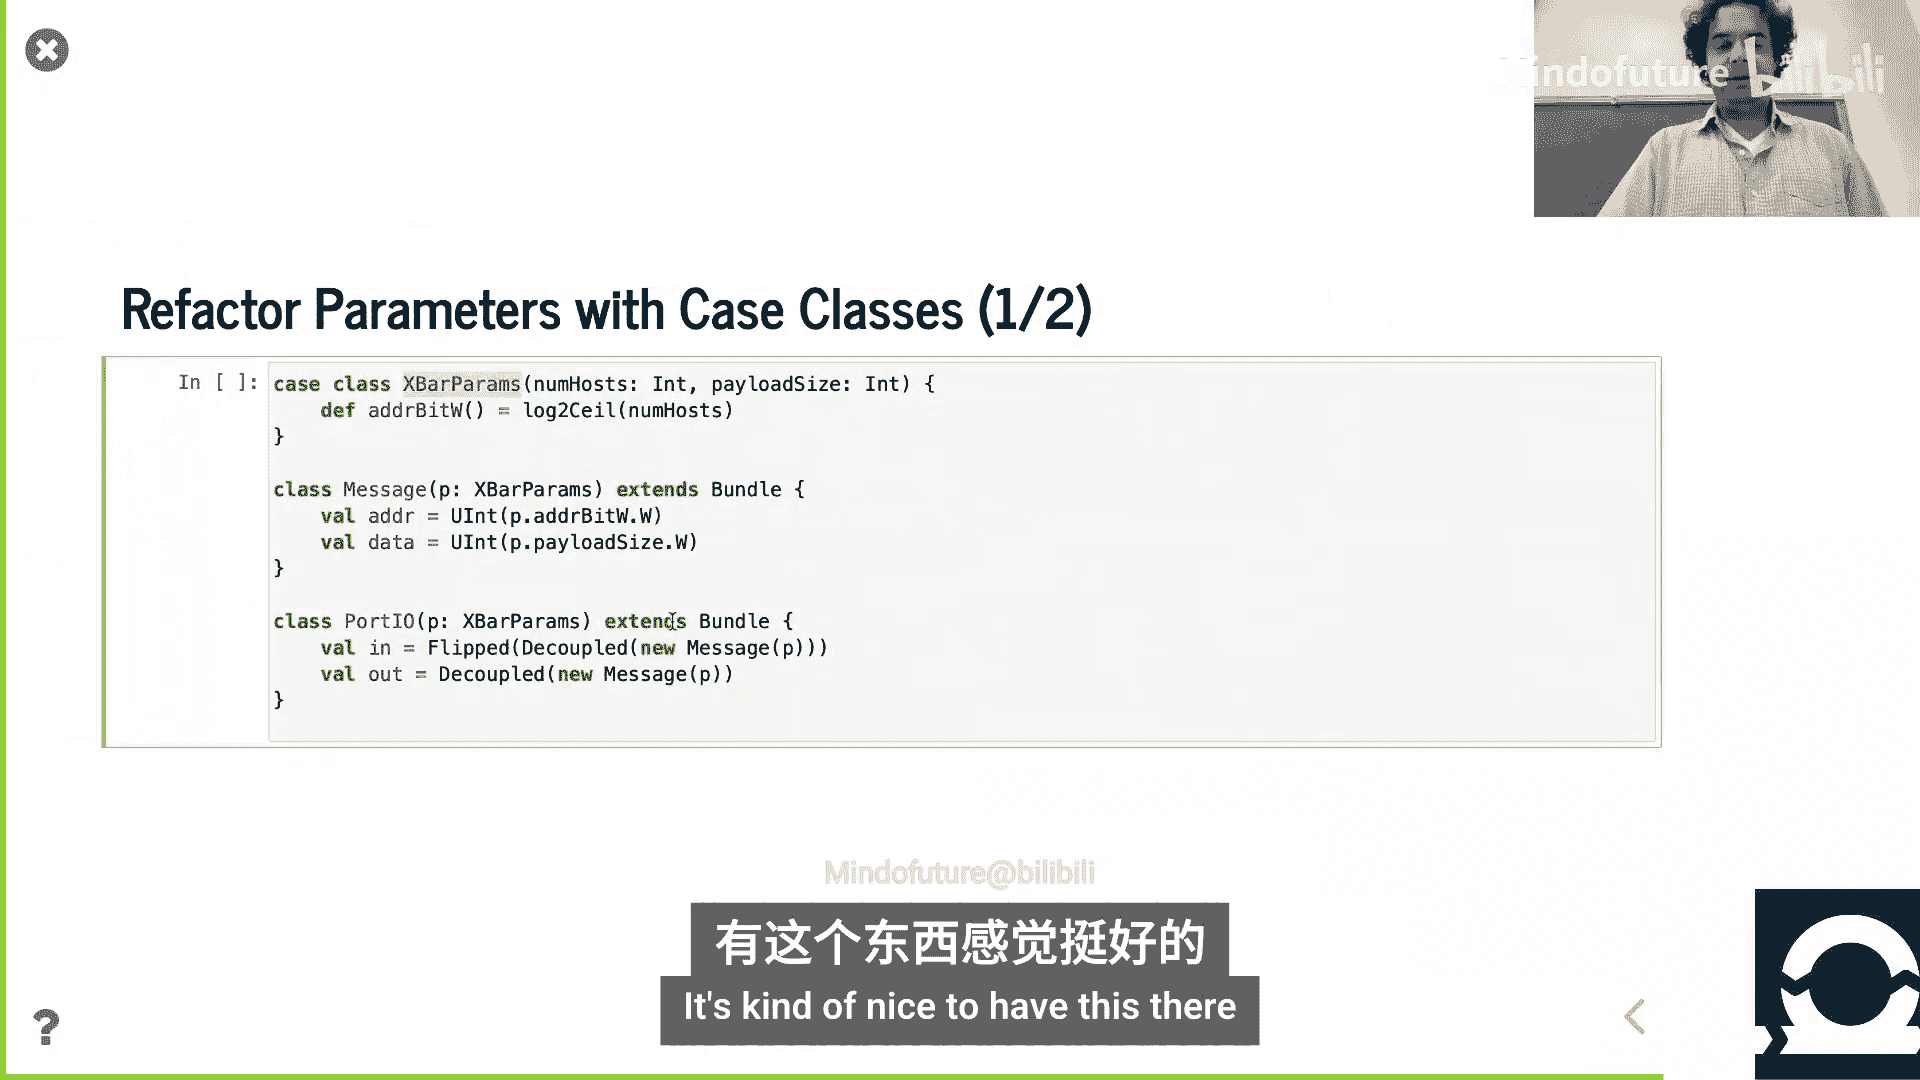 Mindofuture bilibili
Refactor Parameters with Case Classes (1/2)
In [ ]:
case class XBarParams(numHosts: Int, payloadSize: Int) {
    def addrBitW() = log2Ceil(numHosts)
}
class Message(p: XBarParams) extends Bundle {
    val addr = UInt(p.addrBitW.W)
    val data = UInt(p.payloadSize.W)
}
class PortIO(p: XBarParams) extends Bundle {
    val in = Flipped(Decoupled(new Message(p)))
    val out = Decoupled(new Message(p))
}
Mindofuture@bilibili
有这个东西感觉挺好的
It's kind of nice to have this there
?